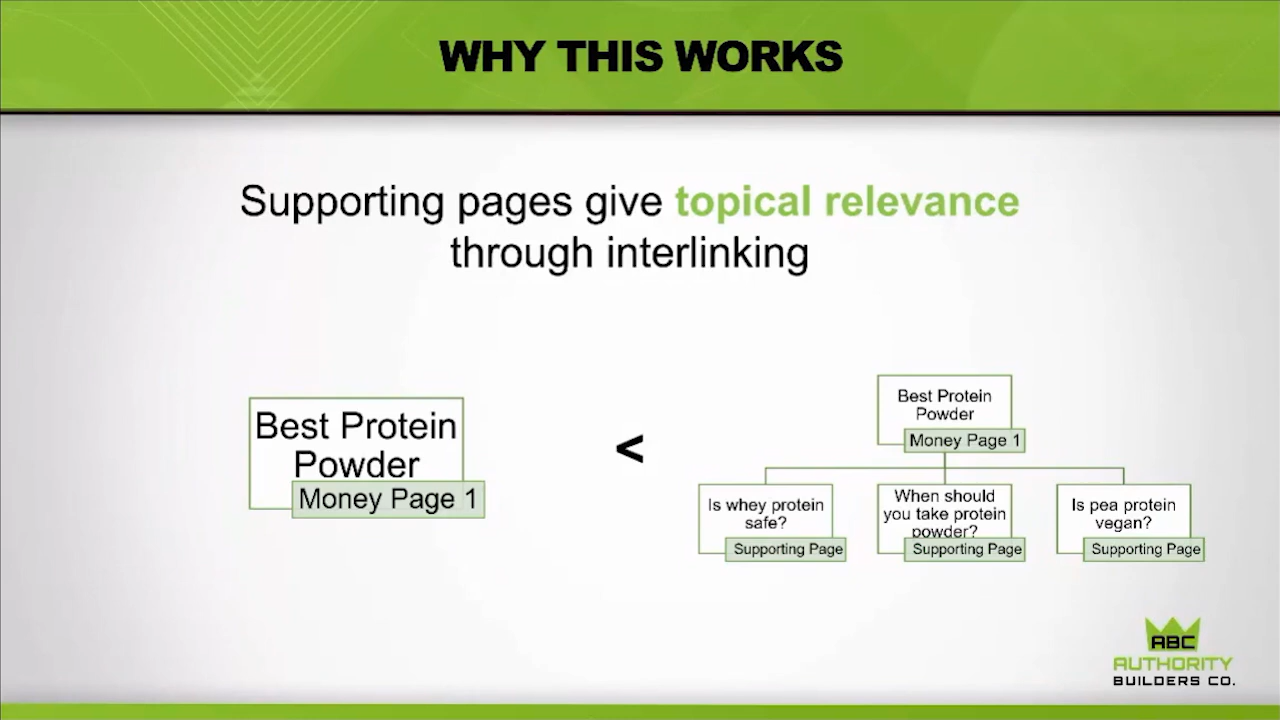 WHY THIS WORKS
Supporting pages give topical relevance
through interlinking
Best Protein
Powder
Money Page 1
<
Best Protein
Powder
Money Page 1
Is whey protein
safe?
Supporting Page
When should
you take protein
powder?
Supporting Page
Is pea protein
vegan?
Supporting Page
ABC
AUTHORITY
BUILDERS CO.